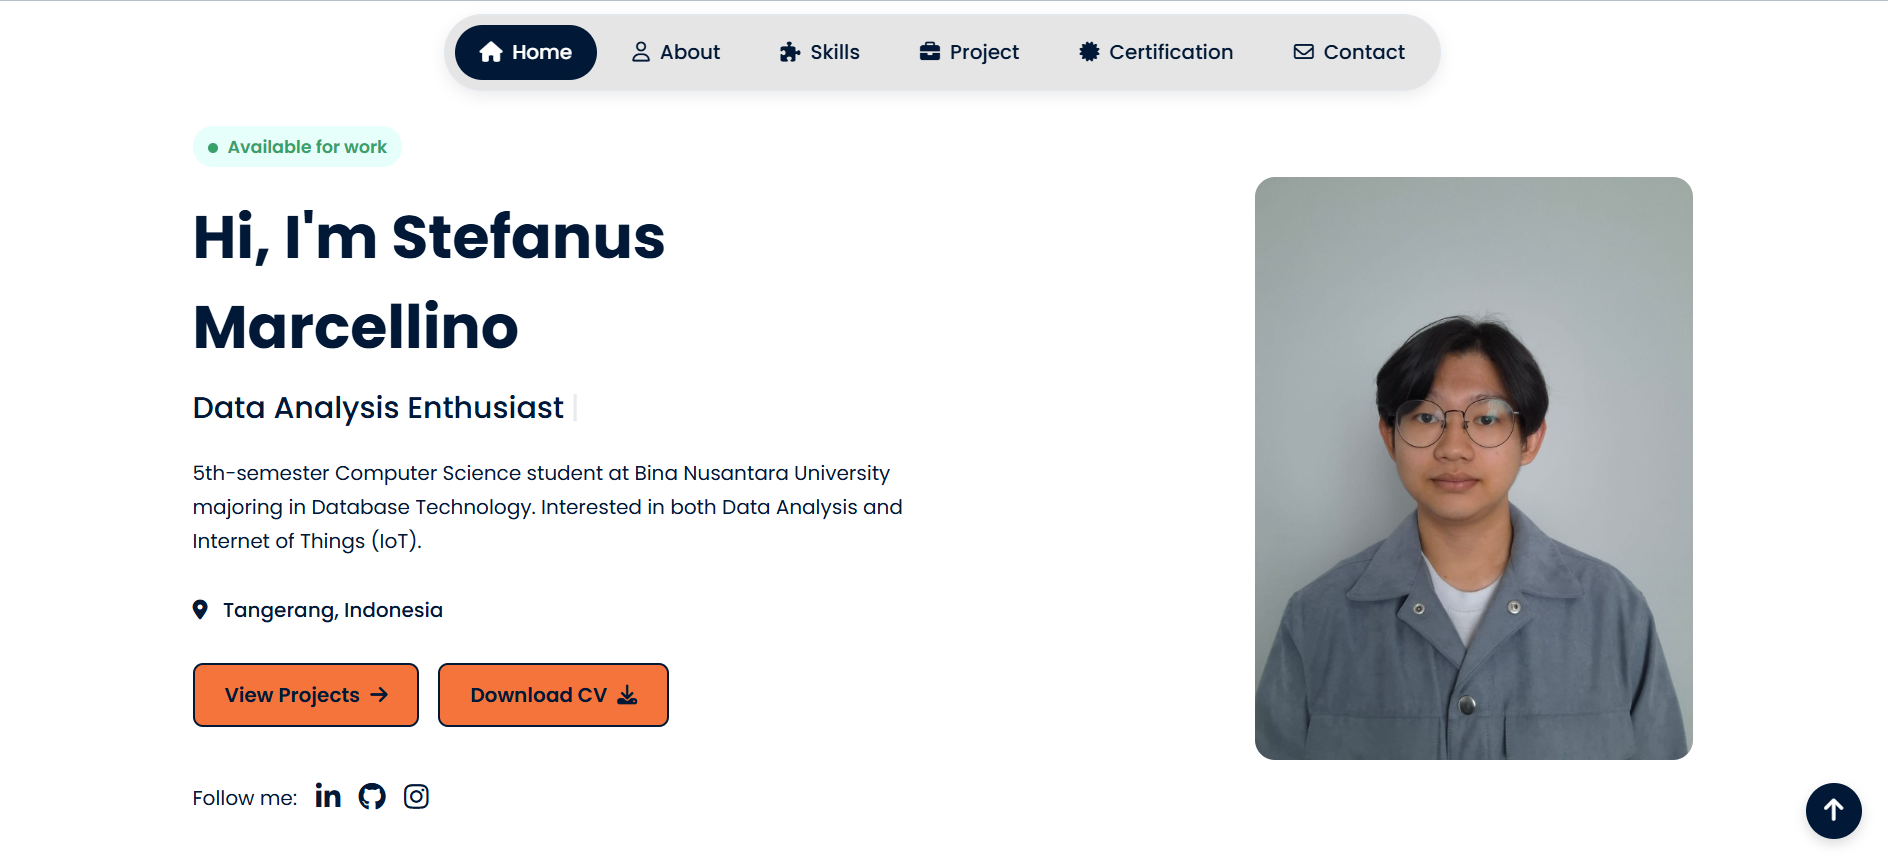 Home About Skills Project Certification Contact
Available for work
Hi, I'm Stefanus
Marcellino
Data Analysis Enthusiast
5th-semester Computer Science student at Bina Nusantara University
majoring in Database Technology. Interested in both Data Analysis and
Internet of Things (IoT).
Tangerang, Indonesia
View Projects Download CV
Follow me: